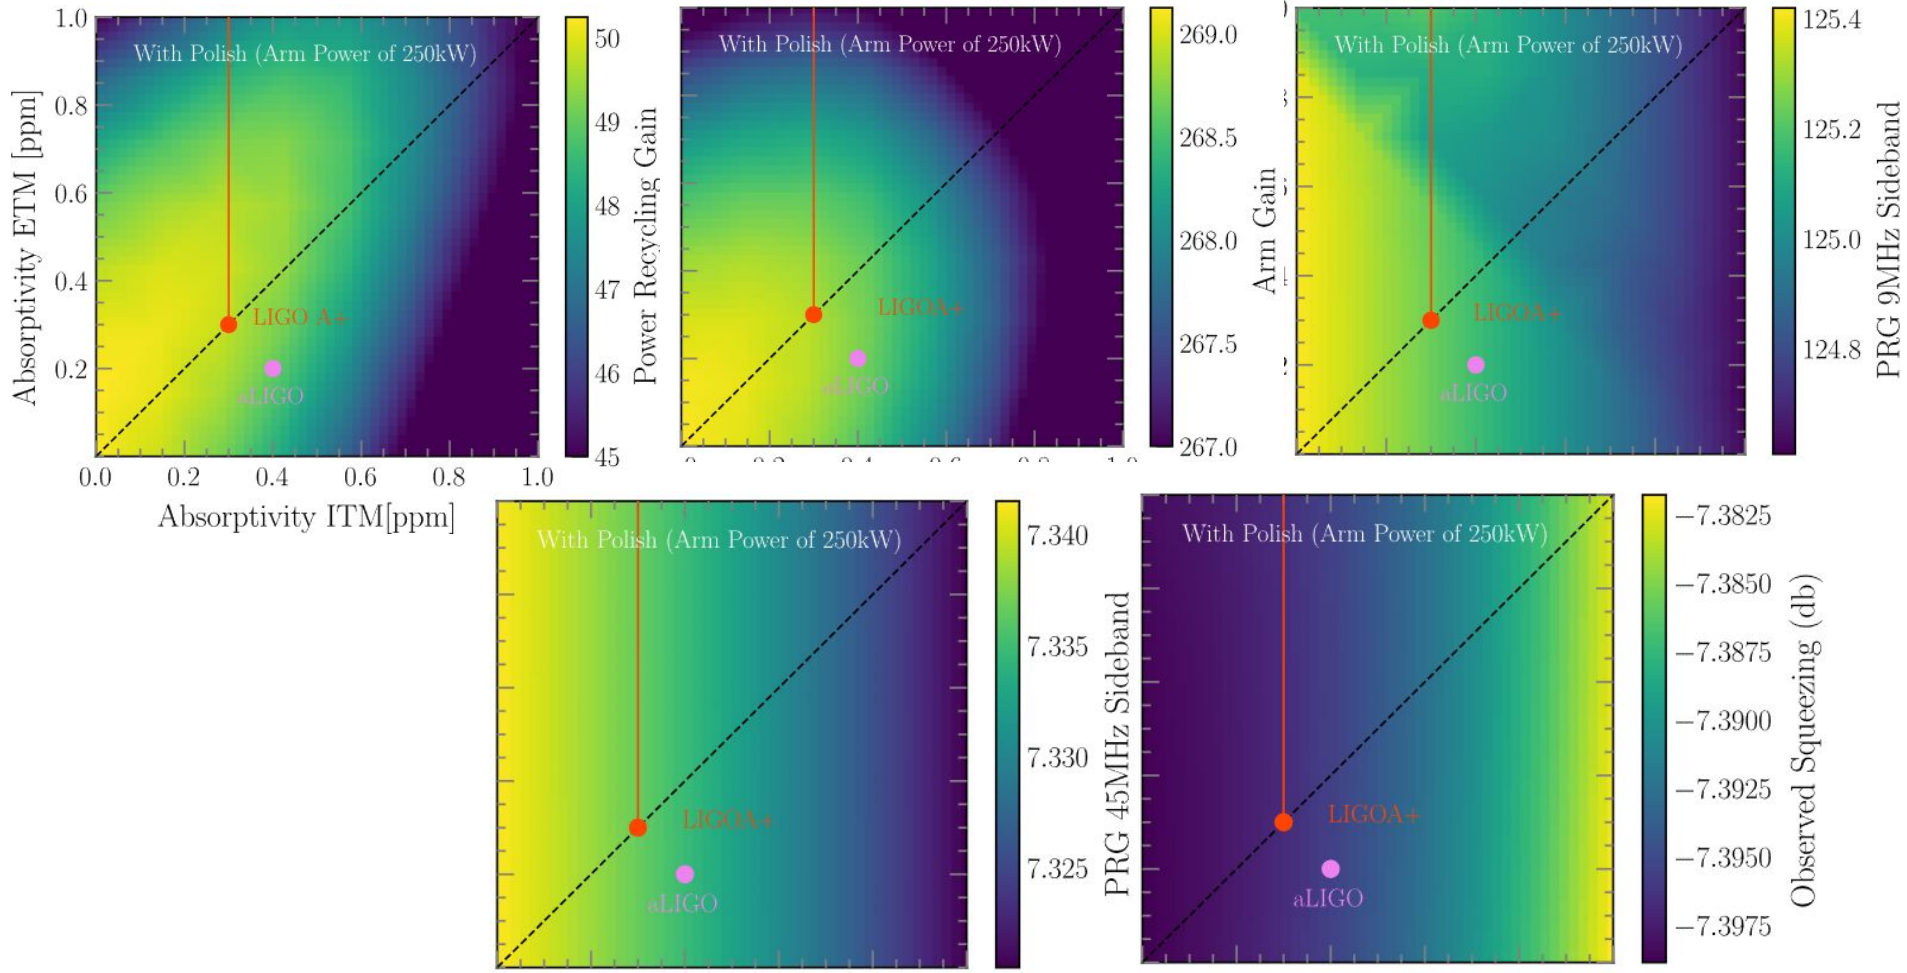 With Polish (Arm Power of 250kW)
LIGO A+
aLIGO
Absorptivity ETM [ppm]
1.0
0.8
0.6
0.4
0.2
0.0
0.2
0.4
0.6
0.8
1.0
Absorptivity ITM[ppm]
50
49
48
47
46
45
Power Recycling Gain
With Polish (Arm Power of 250kW)
LIGOA+
aLIGO
269.0
268.5
268.0
267.5
267.0
Arm Gain
With Polish (Arm Power of 250kW)
LIGOA+
aLIGO
125.4
125.2
125.0
124.8
PRG 9MHz Sideband
With Polish (Arm Power of 250kW)
LIGOA+
aLIGO
7.340
7.335
7.330
7.325
PRG 45MHz Sideband
With Polish (Arm Power of 250kW)
LIGOA+
aLIGO
−7.3825
−7.3850
−7.3875
−7.3900
−7.3925
−7.3950
−7.3975
Observed Squeezing (db)